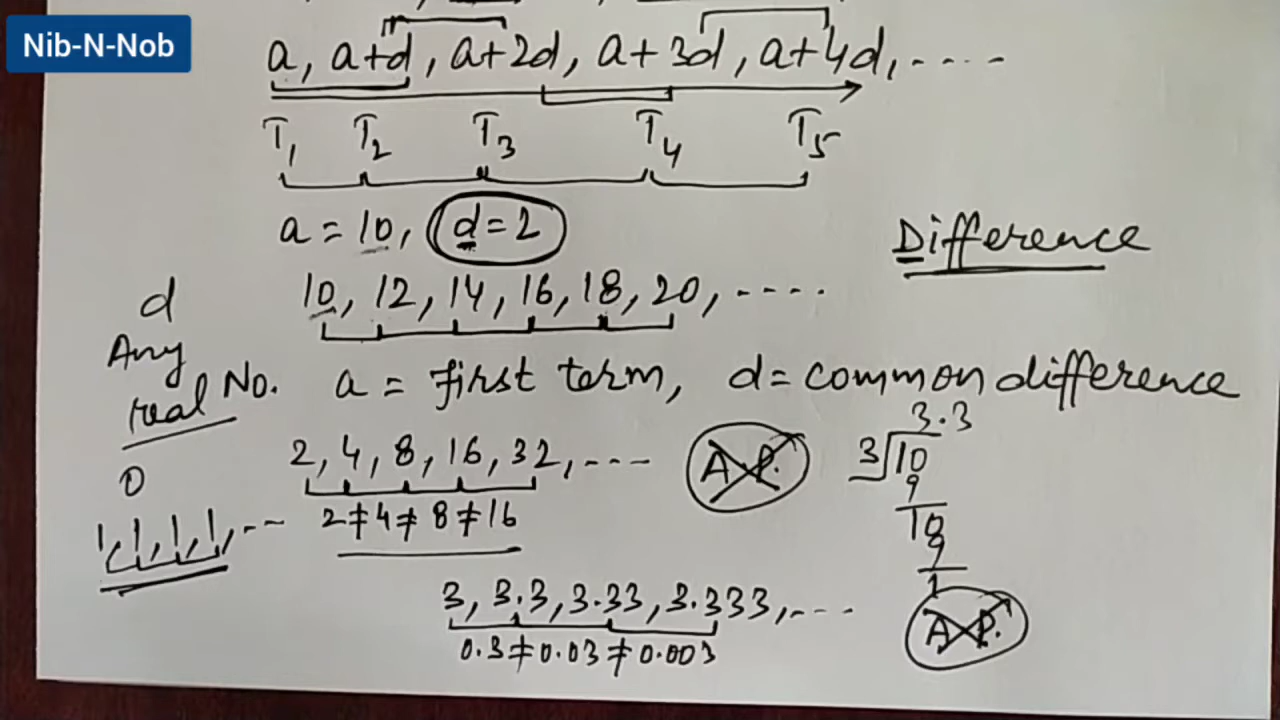 Nib-N-Nob
a, a+d, a+2d, a+3d, a+4d, ....
T1 T2 T3 T4 T5
a = 10, d=2
Difference
10, 12, 14, 16, 18, 20, ....
d
Any
real No.
a = first term, d= common difference
0
2, 4, 8, 16, 32, ....
A.P.
3.3
3 10
9
10
9
1
1, 1, 1, 1, ...
2 ≠ 4 ≠ 8 ≠ 16
3, 3.3, 3.33, 3.333, ....
0.3 ≠ 0.03 ≠ 0.003
A.P.